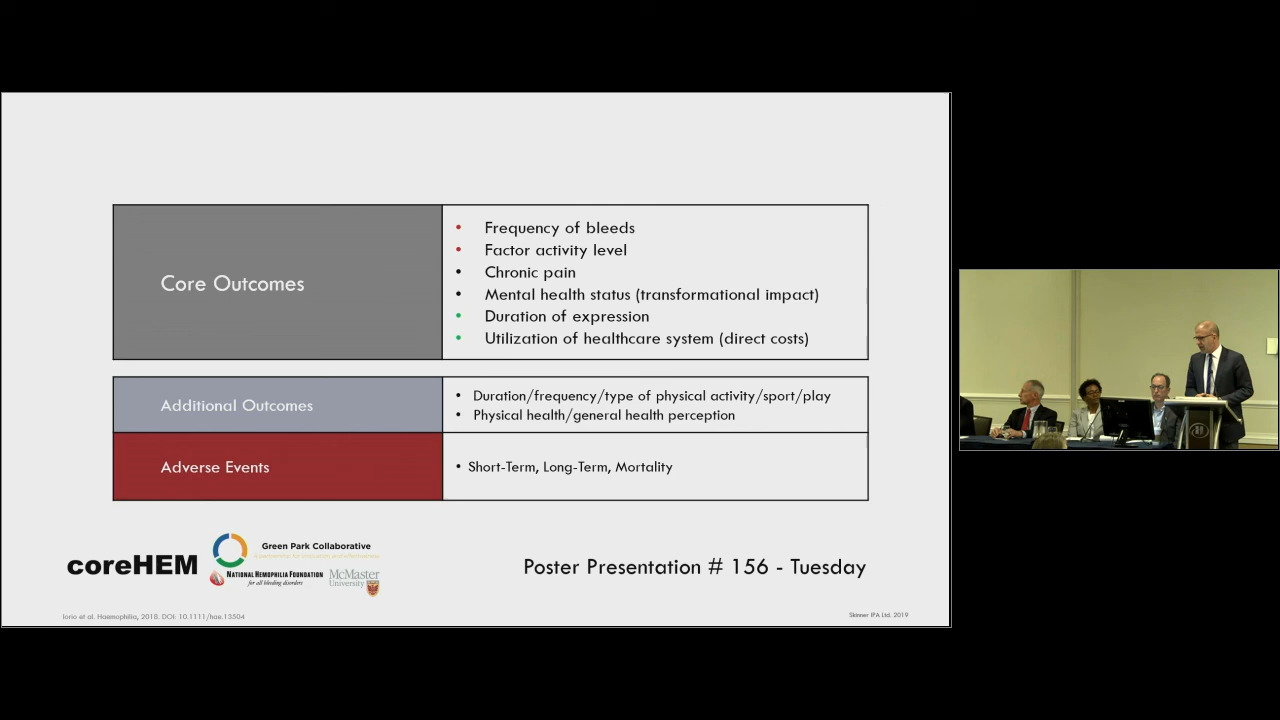 Core Outcomes
• Frequency of bleeds
• Factor activity level
• Chronic pain
• Mental health status (transformational impact)
• Duration of expression
• Utilization of healthcare system (direct costs)
Additional Outcomes
• Duration/frequency/type of physical activity/sport/play
• Physical health/general health perception
Adverse Events
• Short-Term, Long-Term, Mortality
coreHEM
Green Park Collaborative
NATIONAL HEMOPHILIA FOUNDATION
for all bleeding disorders
McMaster
University
Poster Presentation # 156 - Tuesday
Iorio et al. Haemophilia, 2018. DOI: 10.1111/hae.13504
Skinner IPA Ltd. 2019